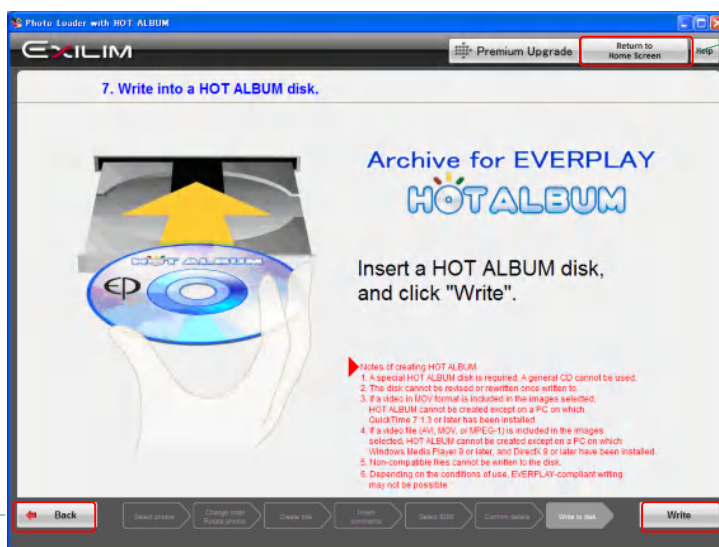 Photo Loader with HOT ALBUM
EXILIM
Premium Upgrade
Return to
Home Screen
Help
7. Write into a HOT ALBUM disk.
Archive for EVERPLAY
HOT ALBUM
HOT ALBUM
EP
Insert a HOT ALBUM disk,
and click "Write".
Notes of creating HOT ALBUM
1. A special HOT ALBUM disk is required. A general CD cannot be used.
2. The disk cannot be revised or rewritten once written to.
3. If a video in MOV format is included in the images selected,
HOT ALBUM cannot be created except on a PC on which
QuickTime 7.1.3 or later has been installed.
4. If a video file (AVI, MOV, or MPEG-1) is included in the images
selected, HOT ALBUM cannot be created except on a PC on which
Windows Media Player 9 or later, and DirectX 9 or later have been installed.
5. Non-compatible files cannot be written to the disk.
6. Depending on the conditions of use, EVERPLAY-compliant writing
may not be possible.
Back
Select photos
Change order
Rotate photos
Create title
Insert
comments
Select BGM
Confirm details
Write to disk
Write